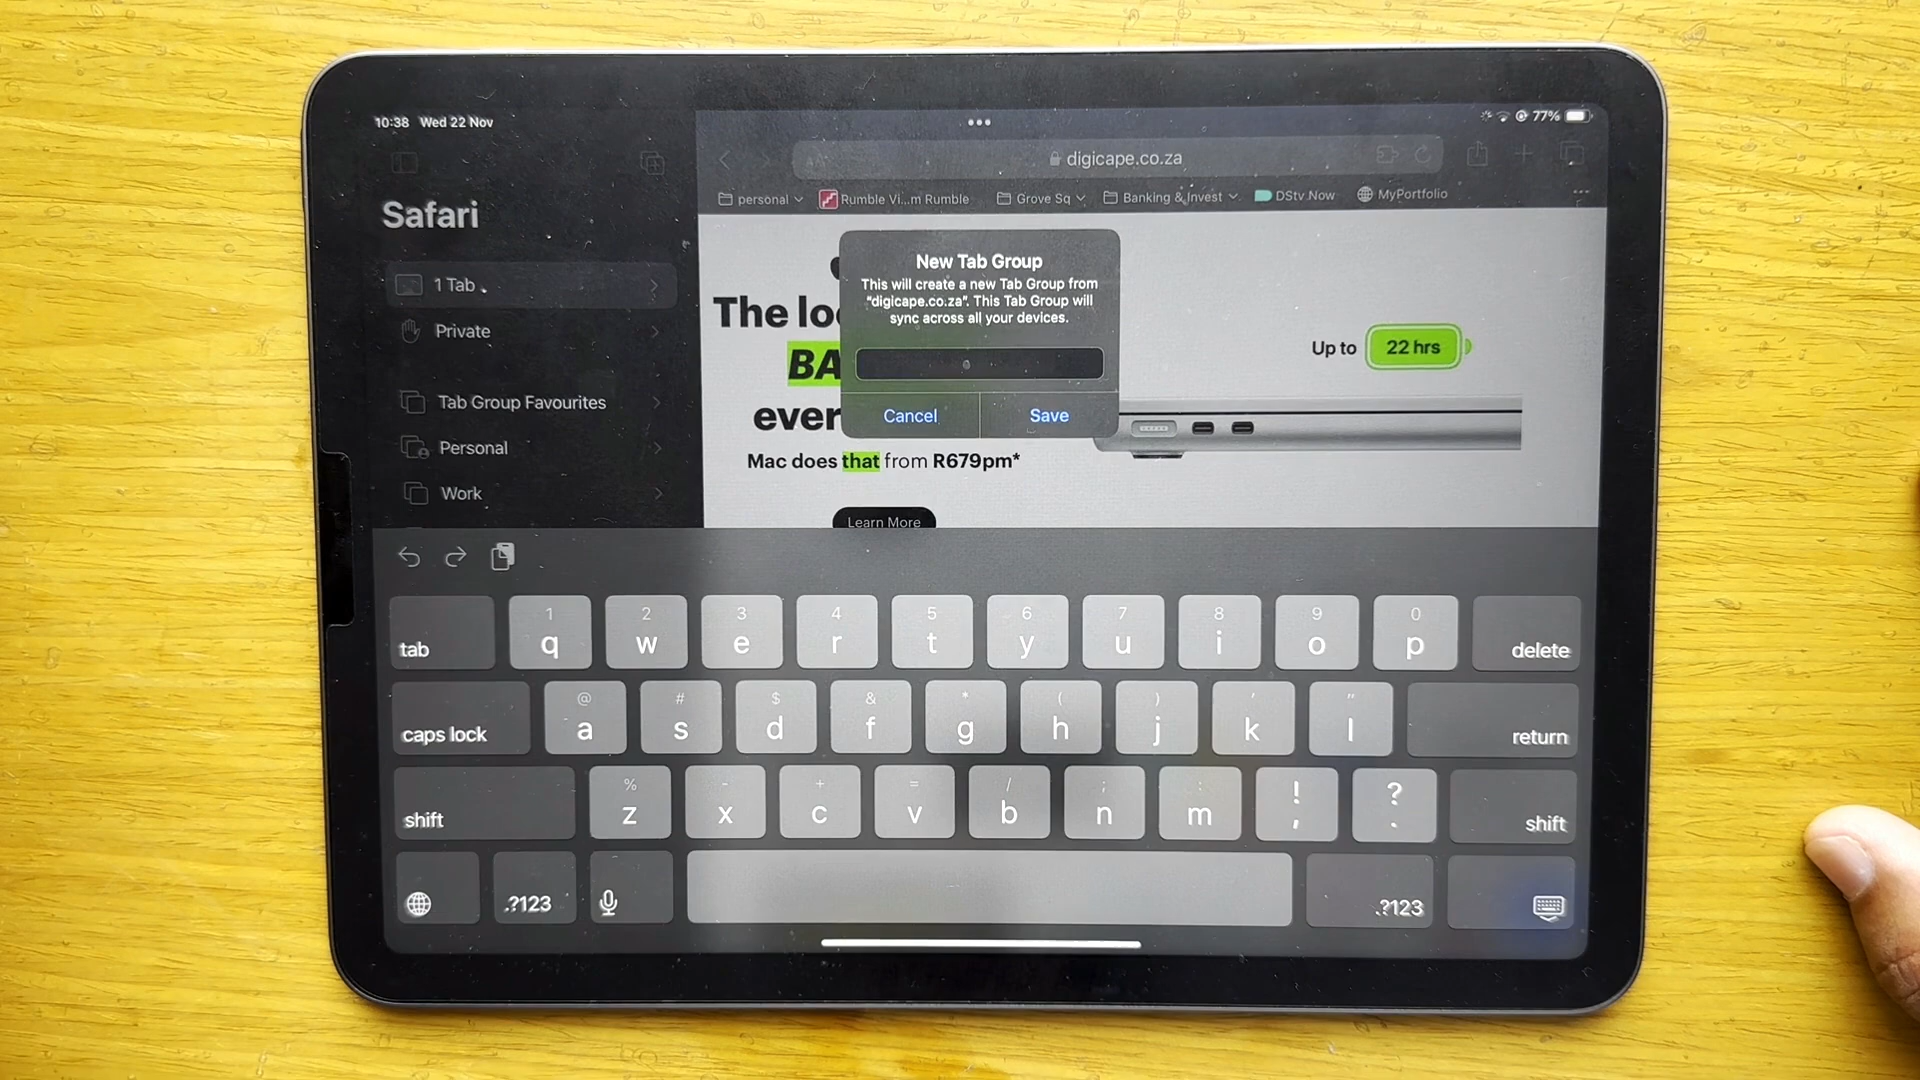 10:38 Wed 22 Nov
77%
AA
digicape.co.za
personal
Rumble Vi...m Rumble
Grove Sq
Banking & Invest
DStv Now
MyPortfolio
Safari
1 Tab
Private
Tab Group Favourites
Personal
Work
New Tab Group
This will create a new Tab Group from
“digicape.co.za”. This Tab Group will
sync across all your devices.
Cancel
Save
The
BA
ever
Mac does that from R679pm*
Learn More
Up to 22 hrs
1 2 3 4 5 6 7 8 9 0
tab q w e r t y u i o p delete
@ # $ & * ( ) ' "
caps lock a s d f g h j k l return
% - + = / ; : ! ?
shift z x c v b n m , . shift
.?123 .?123